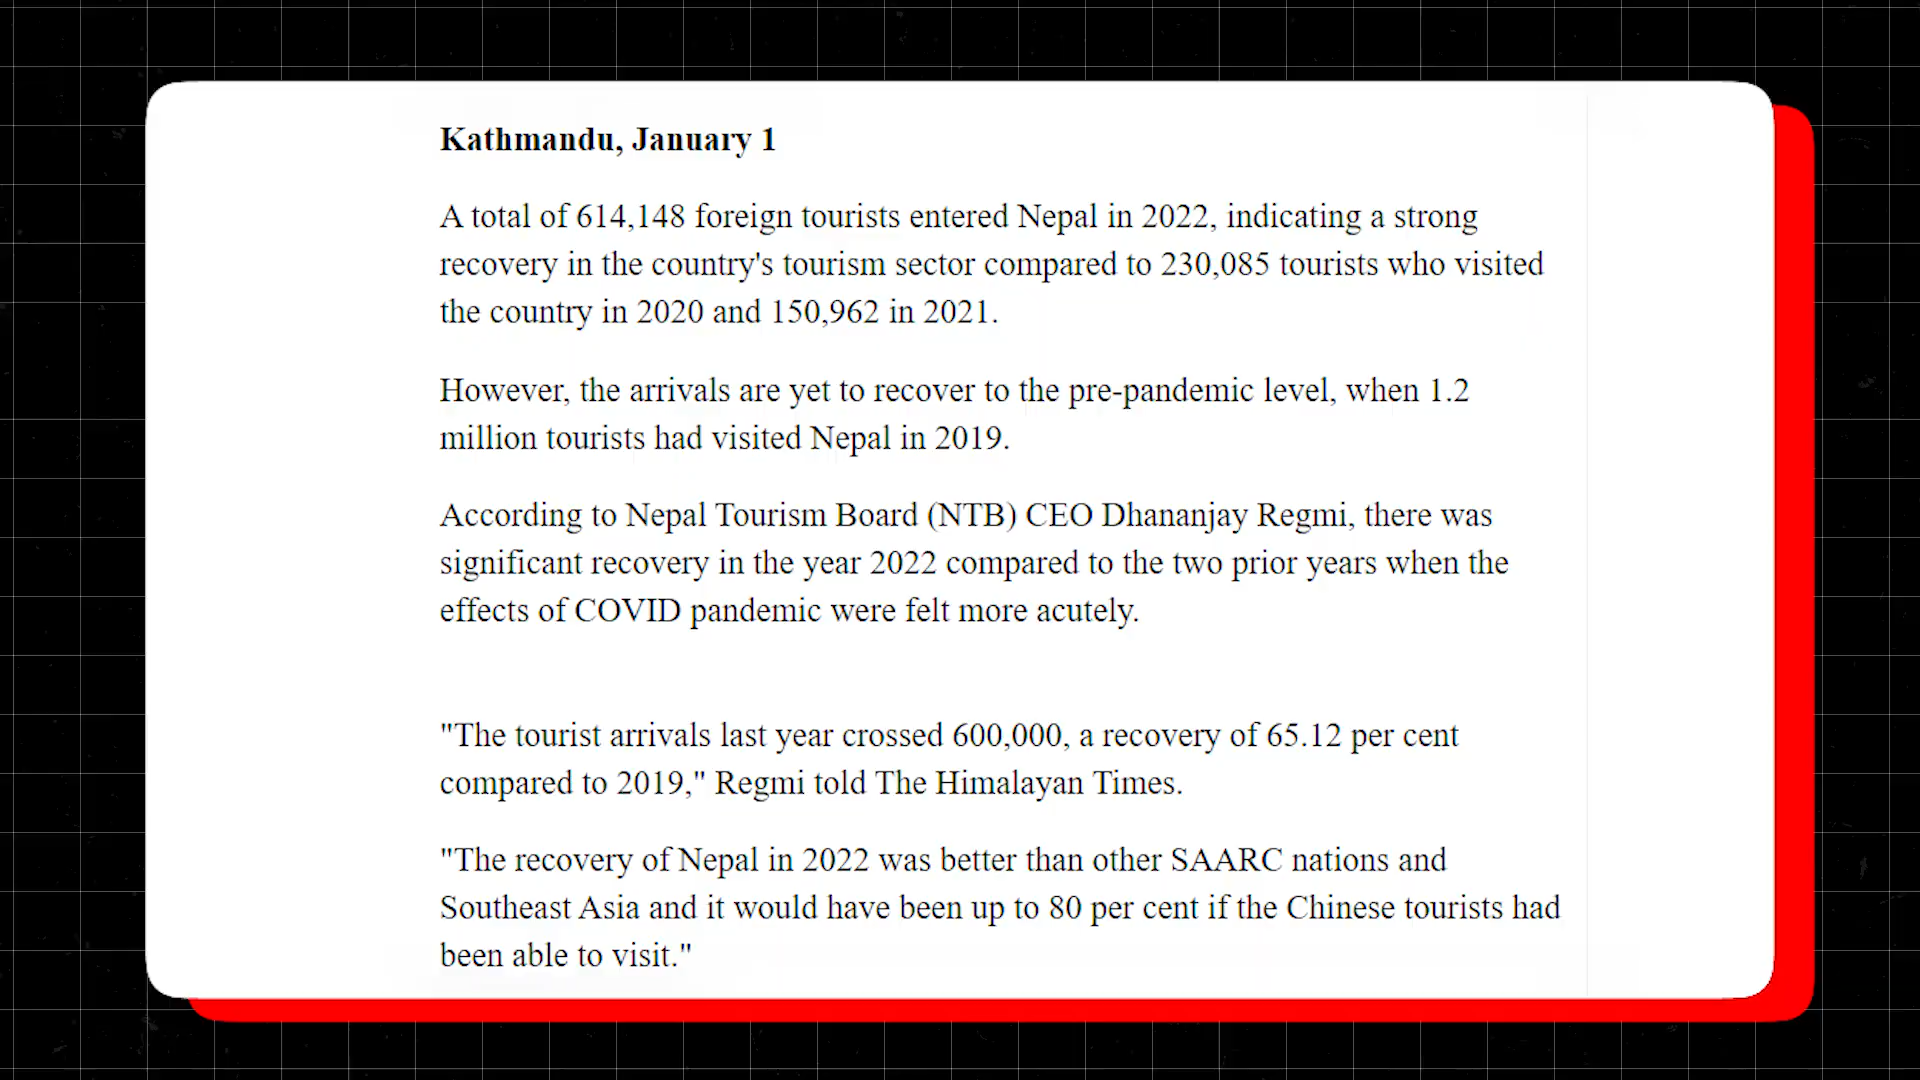 Kathmandu, January 1
A total of 614,148 foreign tourists entered Nepal in 2022, indicating a strong
recovery in the country's tourism sector compared to 230,085 tourists who visited
the country in 2020 and 150,962 in 2021.
However, the arrivals are yet to recover to the pre-pandemic level, when 1.2
million tourists had visited Nepal in 2019.
According to Nepal Tourism Board (NTB) CEO Dhananjay Regmi, there was
significant recovery in the year 2022 compared to the two prior years when the
effects of COVID pandemic were felt more acutely.
"The tourist arrivals last year crossed 600,000, a recovery of 65.12 per cent
compared to 2019," Regmi told The Himalayan Times.
"The recovery of Nepal in 2022 was better than other SAARC nations and
Southeast Asia and it would have been up to 80 per cent if the Chinese tourists had
been able to visit."